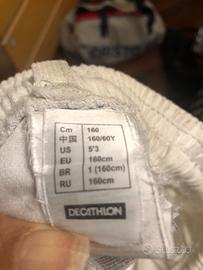 Cm 160
中国 160/60Y
US 5'3
EU 160cm
BR 1 (160cm)
RU 160cm
DECATHLON